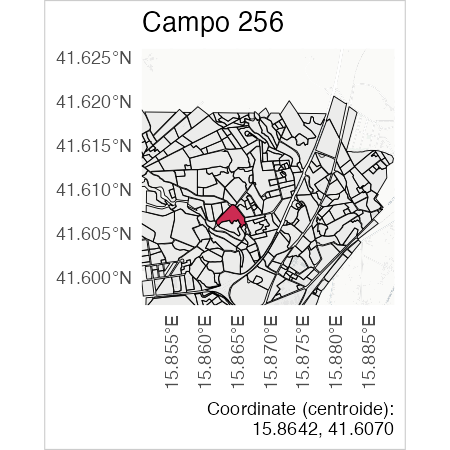 Campo 256
41.625°N
41.620°N
41.615°N
41.610°N
41.605°N
41.600°N
15.855°E
15.860°E
15.865°E
15.870°E
15.875°E
15.880°E
15.885°E
Coordinate (centroide):
15.8642, 41.6070